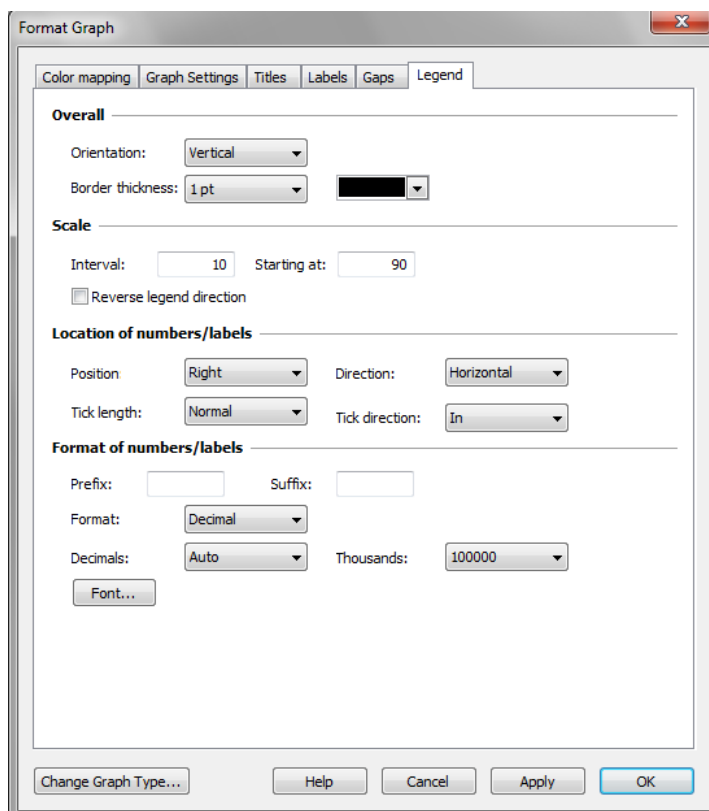 Format Graph
Color mapping Graph Settings Titles Labels Gaps Legend
Overall
Orientation: Vertical
Border thickness: 1 pt
Scale
Interval: 10 Starting at: 90
Reverse legend direction
Location of numbers/labels
Position Right Direction: Horizontal
Tick length: Normal Tick direction: In
Format of numbers/labels
Prefix: Suffix:
Format: Decimal
Decimals: Auto Thousands: 100000
Font...
Change Graph Type... Help Cancel Apply OK